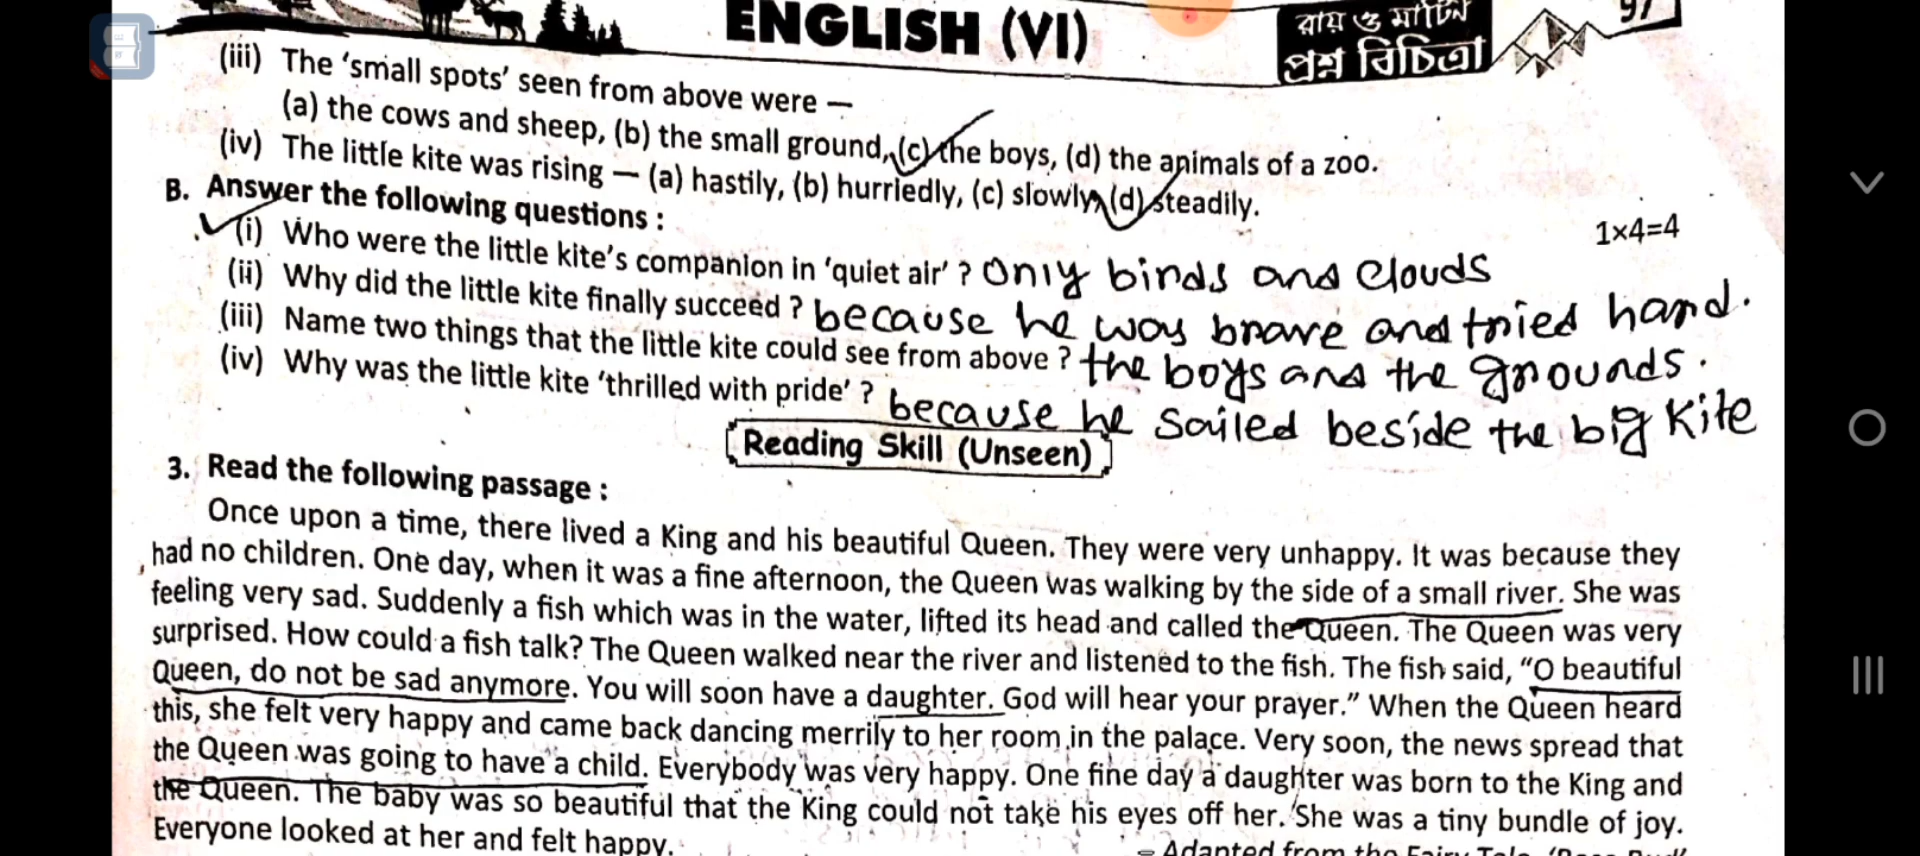 ENGLISH (VI)
রায় ও মার্টিন
প্রশ্ন বিচিত্রা
97
(iii) The ‘small spots’ seen from above were —
(a) the cows and sheep, (b) the small ground, (c) the boys, (d) the animals of a zoo.
(iv) The little kite was rising — (a) hastily, (b) hurriedly, (c) slowly, (d) steadily.
B. Answer the following questions :
1×4=4
(i) Who were the little kite’s companion in ‘quiet air’ ? Only birds and clouds
(ii) Why did the little kite finally succeed ? because he was brave and tried hard.
(iii) Name two things that the little kite could see from above ? the boys and the grounds.
(iv) Why was the little kite ‘thrilled with pride’ ? because he sailed beside the big kite
Reading Skill (Unseen)
3. Read the following passage :
Once upon a time, there lived a King and his beautiful Queen. They were very unhappy. It was because they
had no children. One day, when it was a fine afternoon, the Queen was walking by the side of a small river. She was
feeling very sad. Suddenly a fish which was in the water, lifted its head and called the Queen. The Queen was very
surprised. How could a fish talk? The Queen walked near the river and listened to the fish. The fish said, “O beautiful
Queen, do not be sad anymore. You will soon have a daughter. God will hear your prayer.” When the Queen heard
this, she felt very happy and came back dancing merrily to her room in the palace. Very soon, the news spread that
the Queen was going to have a child. Everybody was very happy. One fine day a daughter was born to the King and
the Queen. The baby was so beautiful that the King could not take his eyes off her. She was a tiny bundle of joy.
Everyone looked at her and felt happy.
– Adapted from the Fairy Tale,